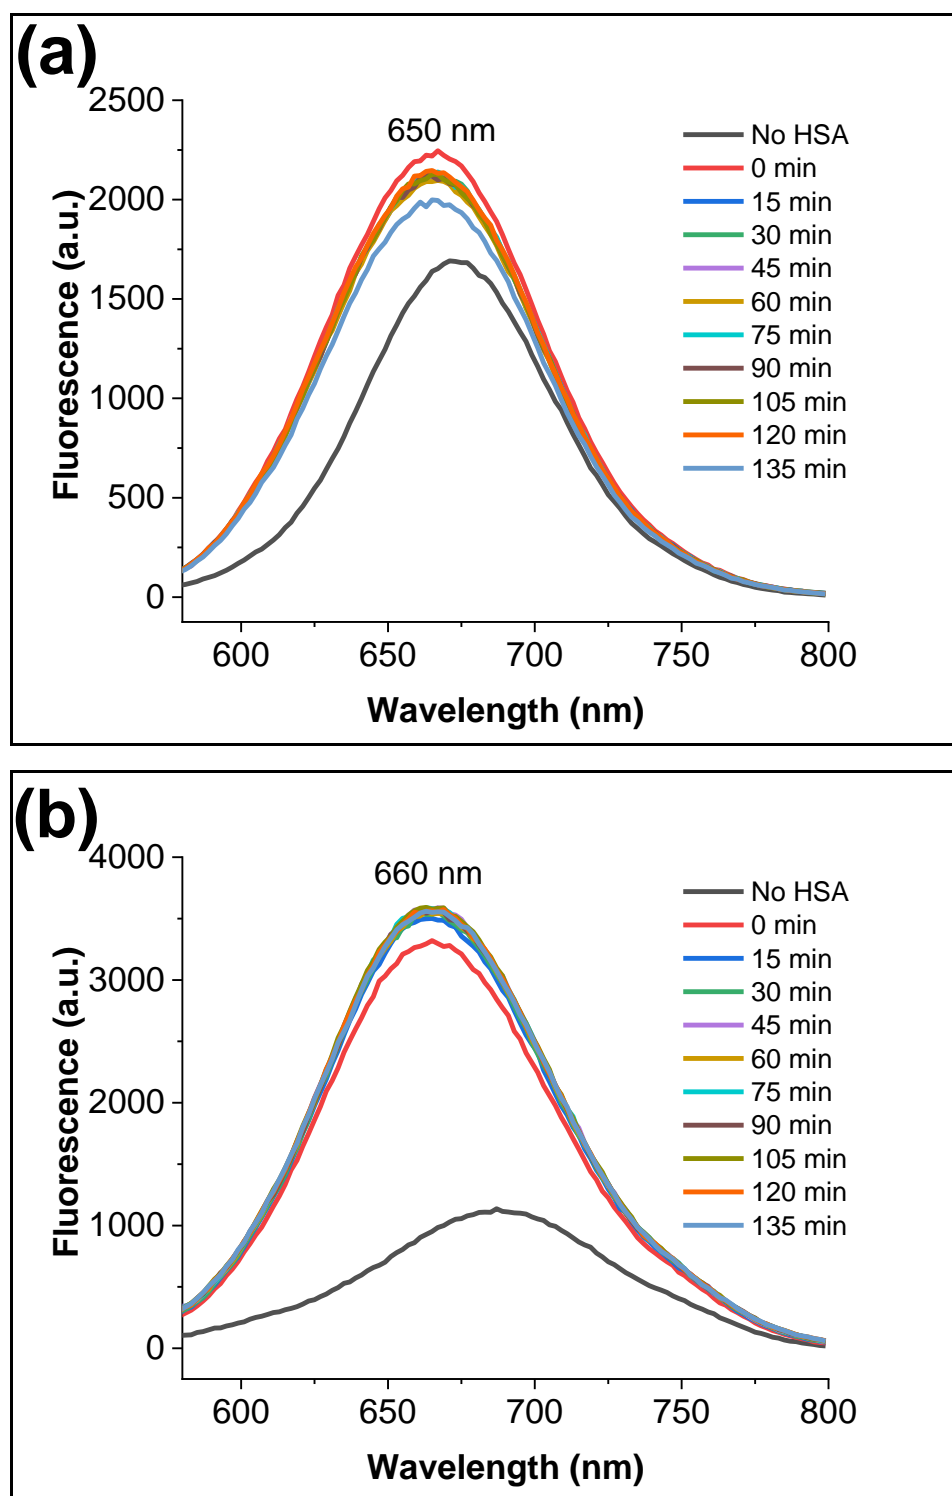 (a)
650 nm
2500
2000
1500
1000
500
0
Fluorescence (a.u.)
600 650 700 750 800
Wavelength (nm)
No HSA
0 min
15 min
30 min
45 min
60 min
75 min
90 min
105 min
120 min
135 min
(b)
660 nm
4000
3000
2000
1000
0
Fluorescence (a.u.)
600 650 700 750 800
Wavelength (nm)
No HSA
0 min
15 min
30 min
45 min
60 min
75 min
90 min
105 min
120 min
135 min